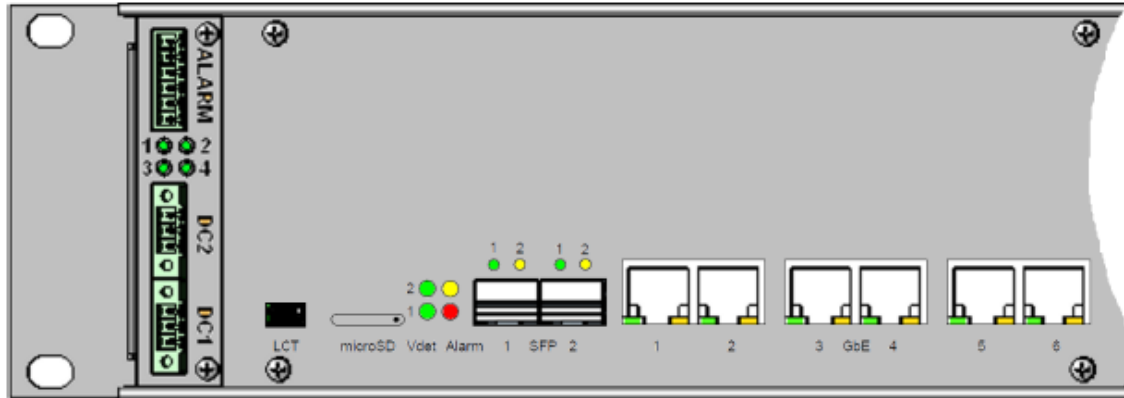 ALARM
1 2
3 4
DC2
DC1
1 2 1 2
2
1
LCT microSD Vdet Alarm 1 SFP 2 1 2 3 GbE 4 5 6